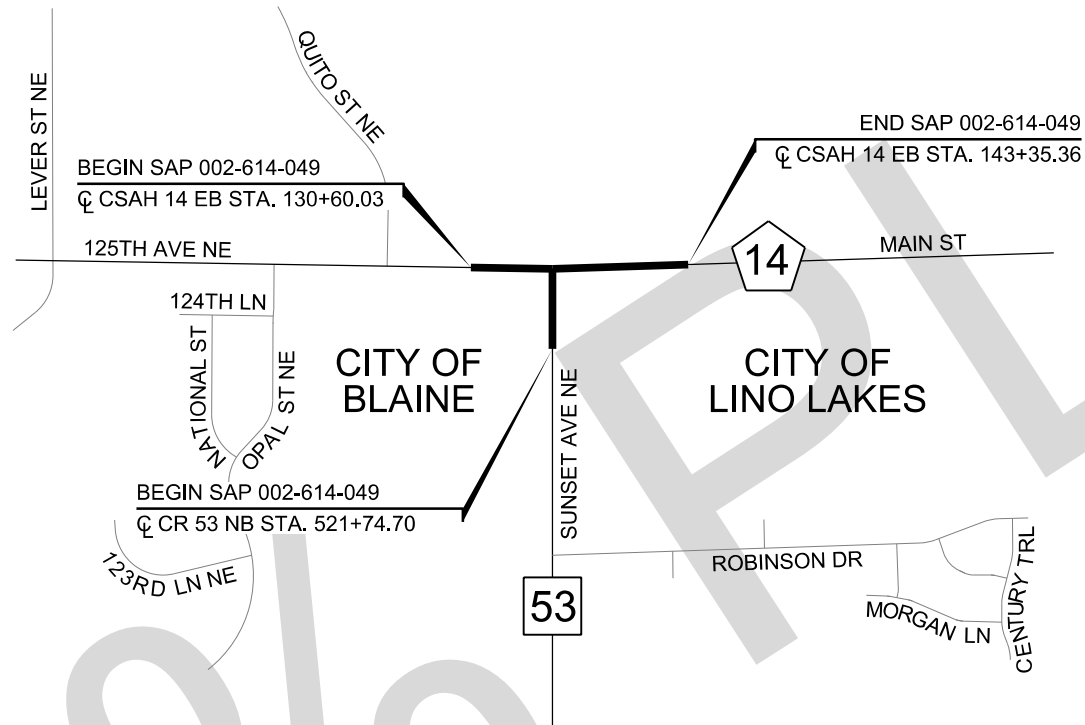 LEVER ST NE
QUITO ST NE
END SAP 002-614-049
℄ CSAH 14 EB STA. 143+35.36
BEGIN SAP 002-614-049
℄ CSAH 14 EB STA. 130+60.03
125TH AVE NE
14
MAIN ST
124TH LN
NATIONAL ST
OPAL ST NE
CITY OF
BLAINE
SUNSET AVE NE
CITY OF
LINO LAKES
BEGIN SAP 002-614-049
℄ CR 53 NB STA. 521+74.70
123RD LN NE
53
ROBINSON DR
MORGAN LN
CENTURY TRL